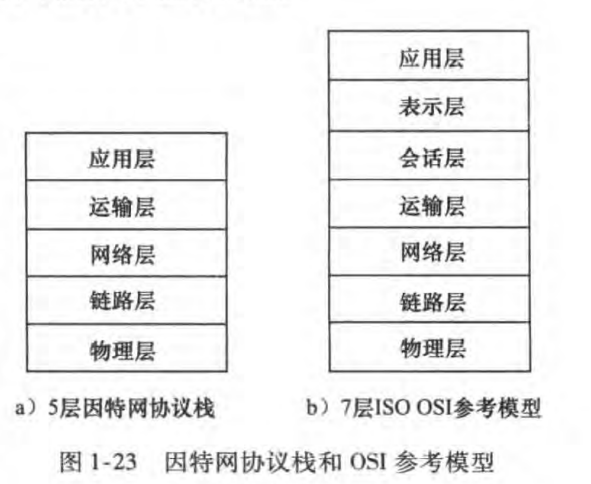 应用层
运输层
网络层
链路层
物理层
a）5层因特网协议栈
应用层
表示层
会话层
运输层
网络层
链路层
物理层
b）7层ISO OSI参考模型
图 1-23 因特网协议栈和 OSI 参考模型